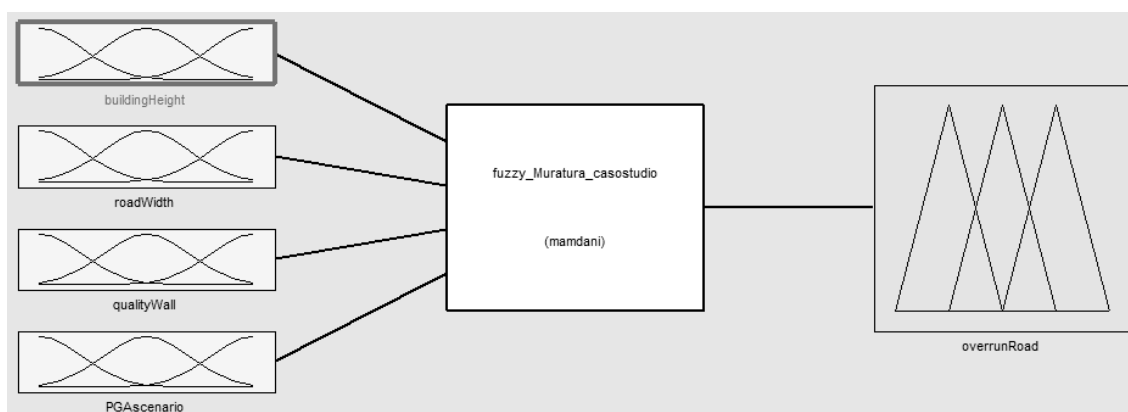 buildingHeight
roadWidth
qualityWall
PGAscenario
fuzzy_Muratura_casostudio
(mamdani)
overrunRoad